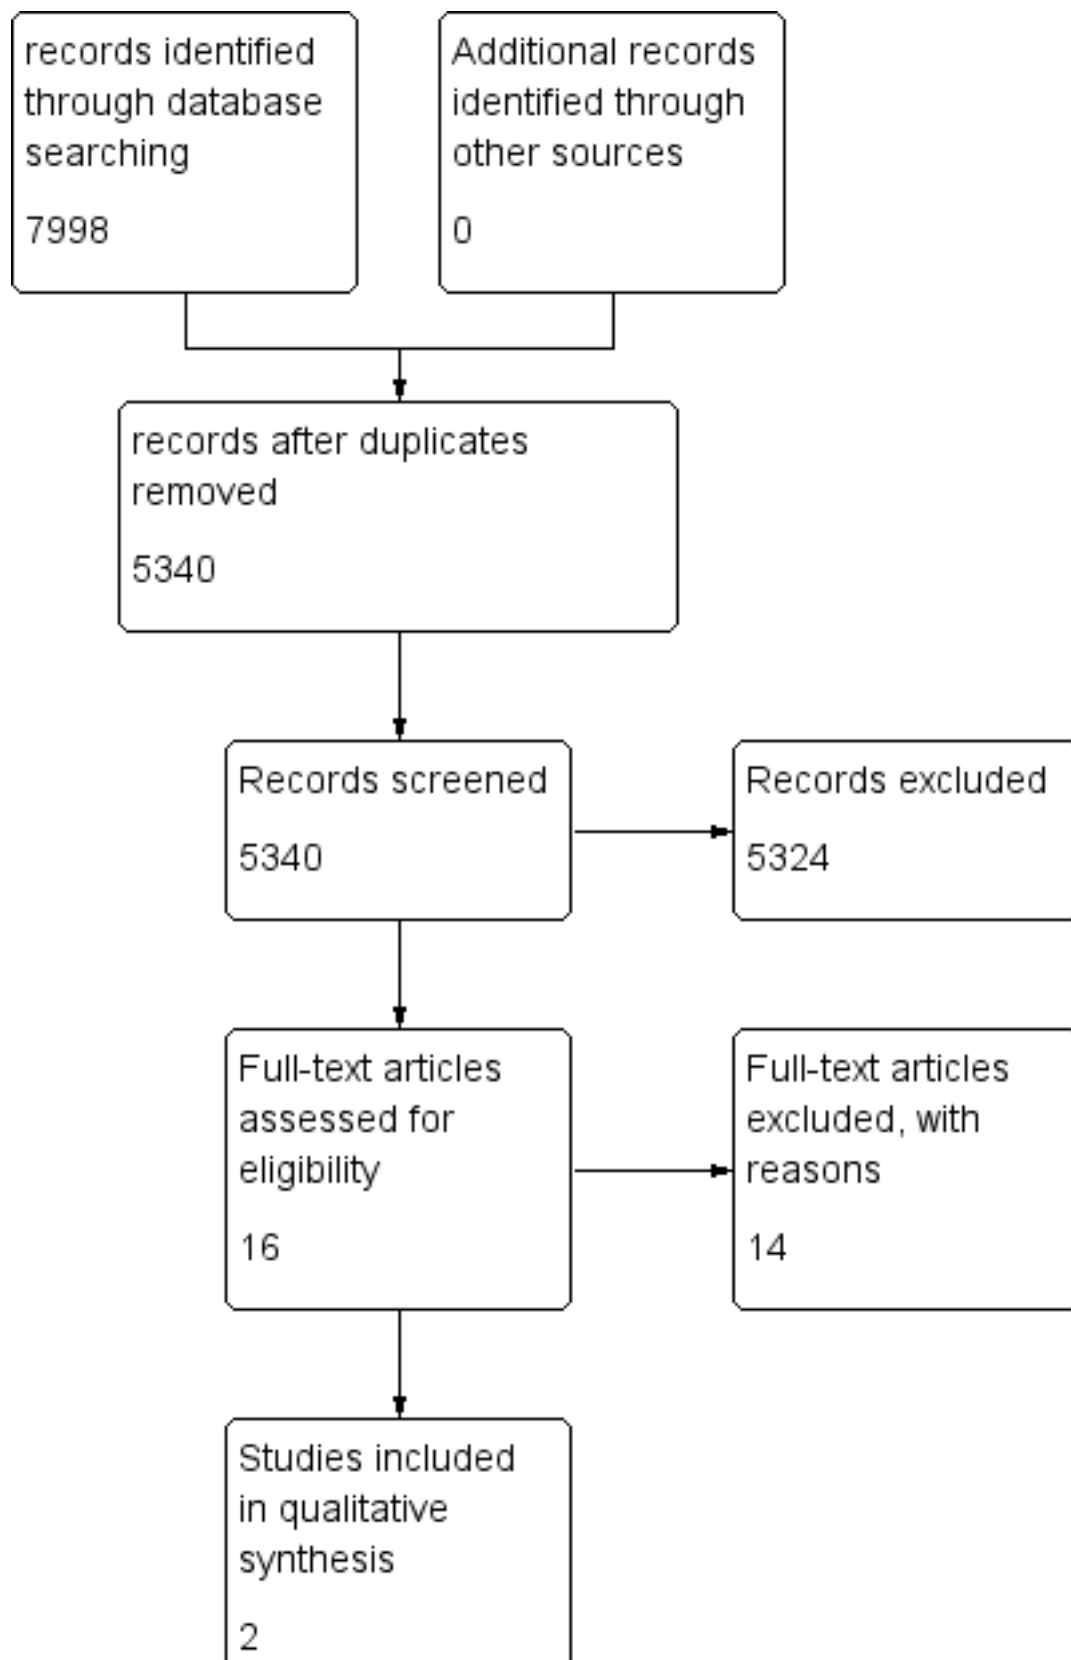 records identified
through database
searching
7998
Additional records
identified through
other sources
0
records after duplicates
removed
5340
Records screened
5340
Records excluded
5324
Full-text articles
assessed for
eligibility
16
Full-text articles
excluded, with
reasons
14
Studies included
in qualitative
synthesis
2